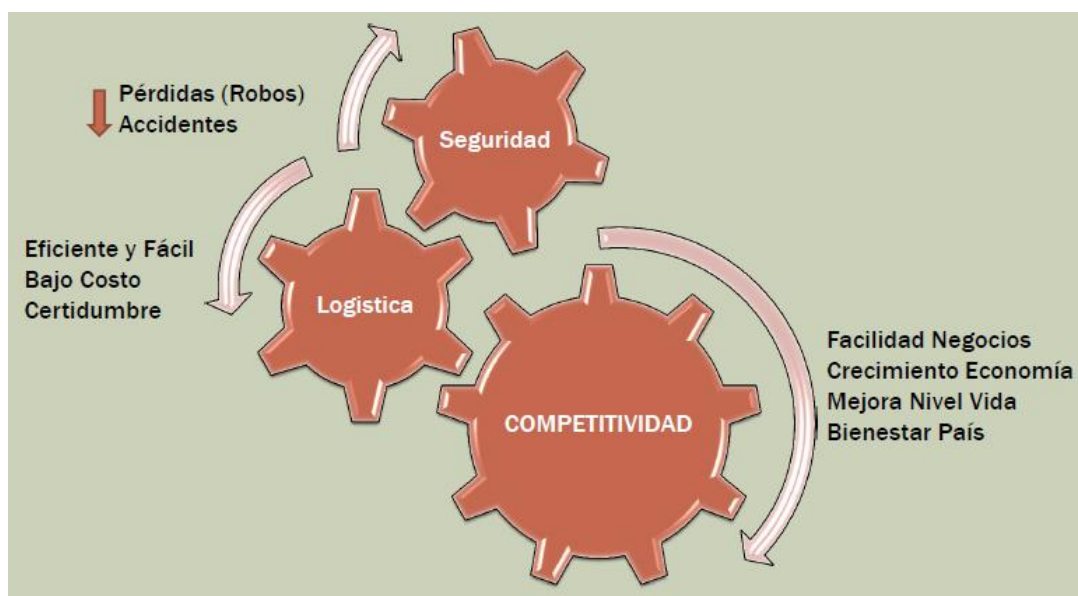 Pérdidas (Robos)
Accidentes
Seguridad
Eficiente y Fácil
Bajo Costo
Certidumbre
Logística
Facilidad Negocios
Crecimiento Economía
Mejora Nivel Vida
Bienestar País
COMPETITIVIDAD